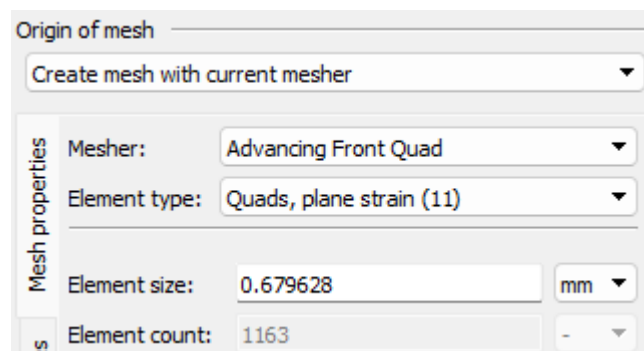 Origin of mesh
Create mesh with current mesher
Mesh properties
Mesher: Advancing Front Quad
Element type: Quads, plane strain (11)
Element size: 0.679628 mm
Element count: 1163 -